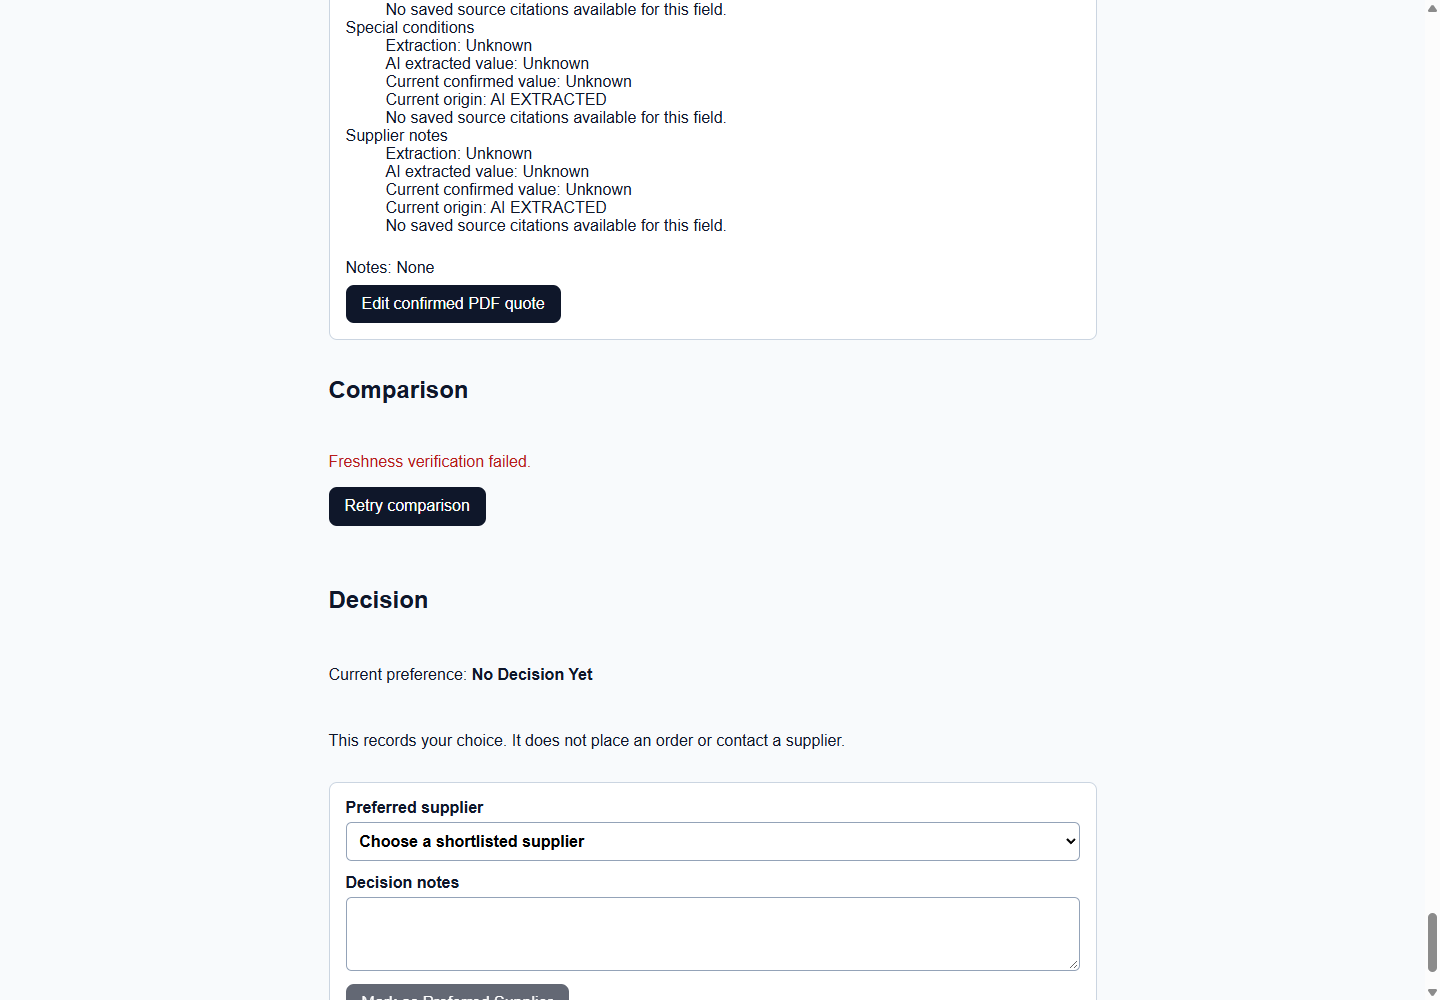 No saved source citations available for this field.
Special conditions
Extraction: Unknown
AI extracted value: Unknown
Current confirmed value: Unknown
Current origin: AI EXTRACTED
No saved source citations available for this field.
Supplier notes
Extraction: Unknown
AI extracted value: Unknown
Current confirmed value: Unknown
Current origin: AI EXTRACTED
No saved source citations available for this field.
Notes: None
Edit confirmed PDF quote
Comparison
Freshness verification failed.
Retry comparison
Decision
Current preference: No Decision Yet
This records your choice. It does not place an order or contact a supplier.
Preferred supplier
Choose a shortlisted supplier
Decision notes
Mark as Preferred Supplier